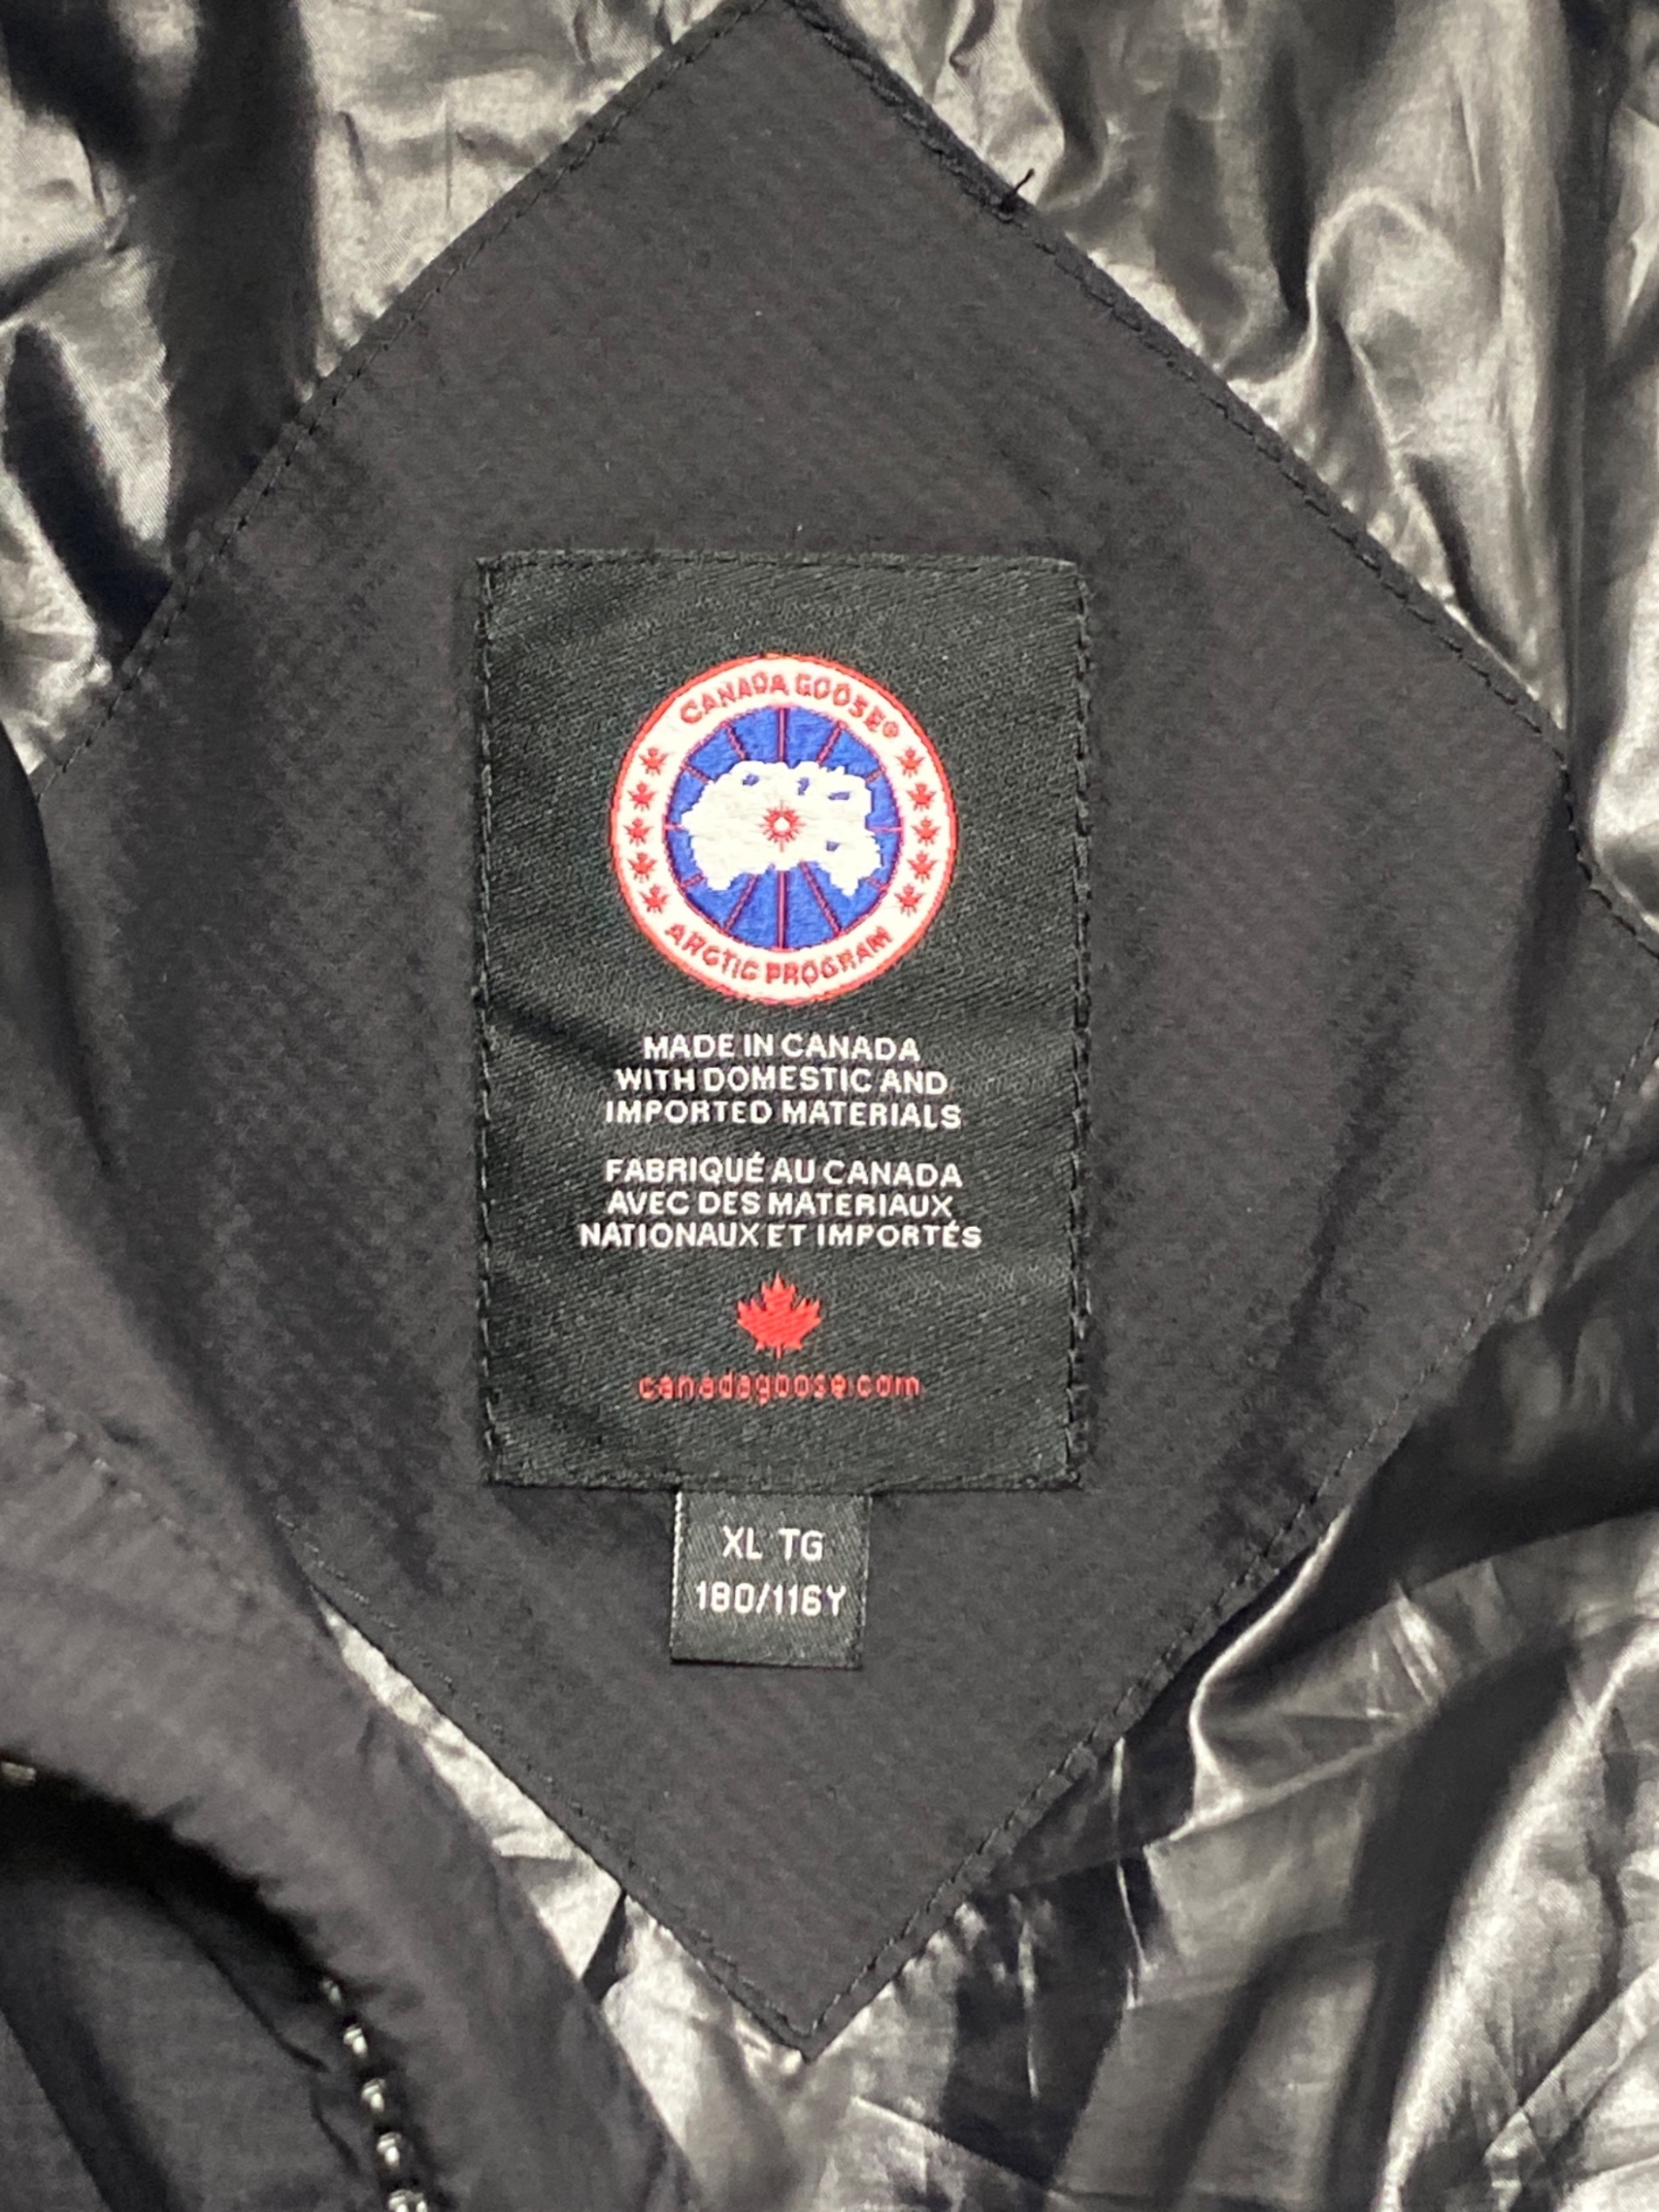 CANADA GOOSE®
ARCTIC PROGRAM
MADE IN CANADA
WITH DOMESTIC AND
IMPORTED MATERIALS
FABRIQUÉ AU CANADA
AVEC DES MATERIAUX
NATIONAUX ET IMPORTÉS
canadagoose.com
XL TG
180/116Y